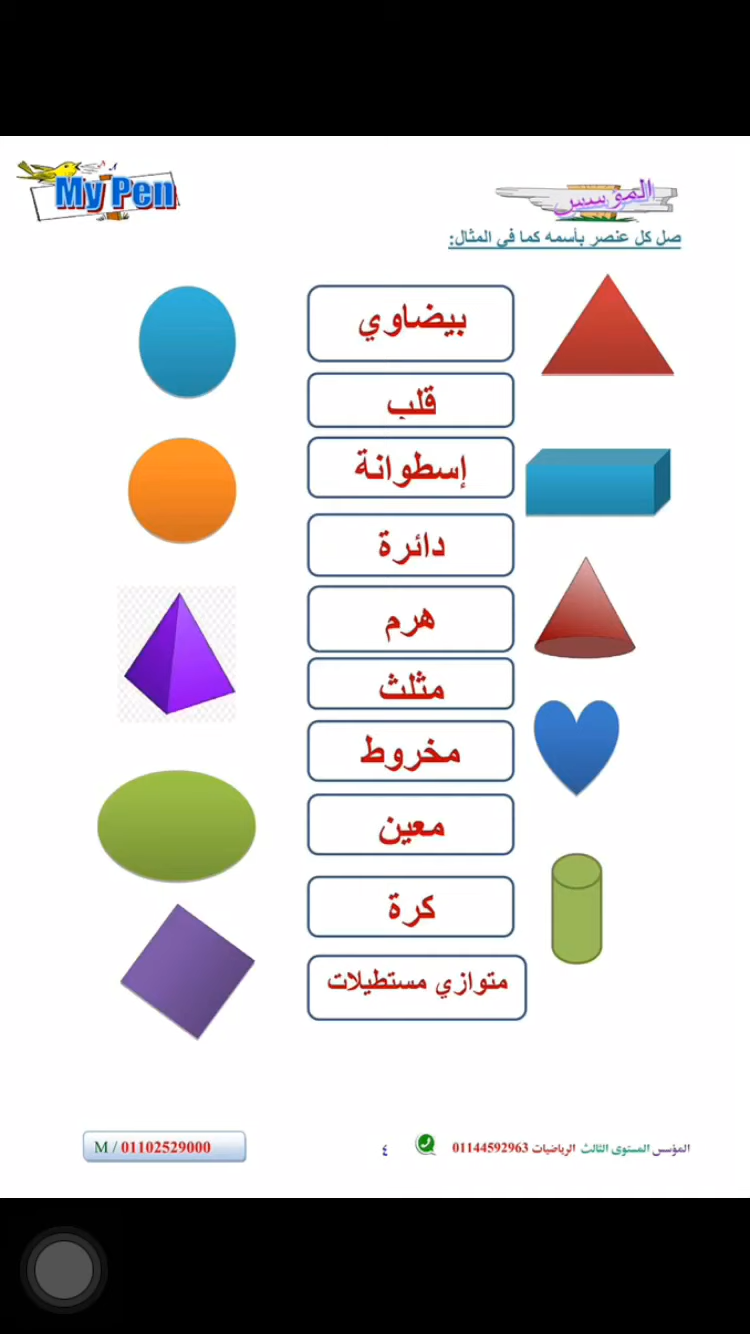 My Pen
المؤسس
صل كل عنصر بأسمه كما في المثال:
بيضاوي
قلب
إسطوانة
دائرة
هرم
مثلث
مخروط
معين
كرة
متوازي مستطيلات
المؤسس المستوى الثالث الرياضيات 01144592963
٤
M / 01102529000